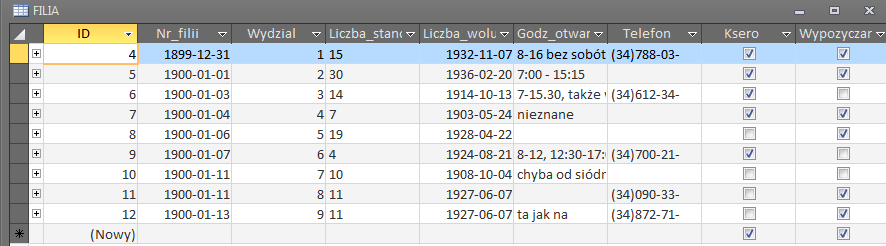 FILIA
ID Nr_filii Wydzial Liczba_stanc Liczba_wolu Godz_otwar Telefon Ksero Wypozyczar
4 1899-12-31 1 15 1932-11-07 8-16 bez sobót (34)788-03-
5 1900-01-01 2 30 1936-02-20 7:00 - 15:15
6 1900-01-03 3 14 1914-10-13 7-15.30, także w (34)612-34-
7 1900-01-04 4 7 1903-05-24 nieznane
8 1900-01-06 5 19 1928-04-22
9 1900-01-07 6 4 1924-08-21 8-12, 12:30-17:0 (34)700-21-
10 1900-01-11 7 10 1908-10-04 chyba od siódn
11 1900-01-11 8 11 1927-06-07 (34)090-33-
12 1900-01-13 9 11 1927-06-07 ta jak na (34)872-71-
(Nowy)